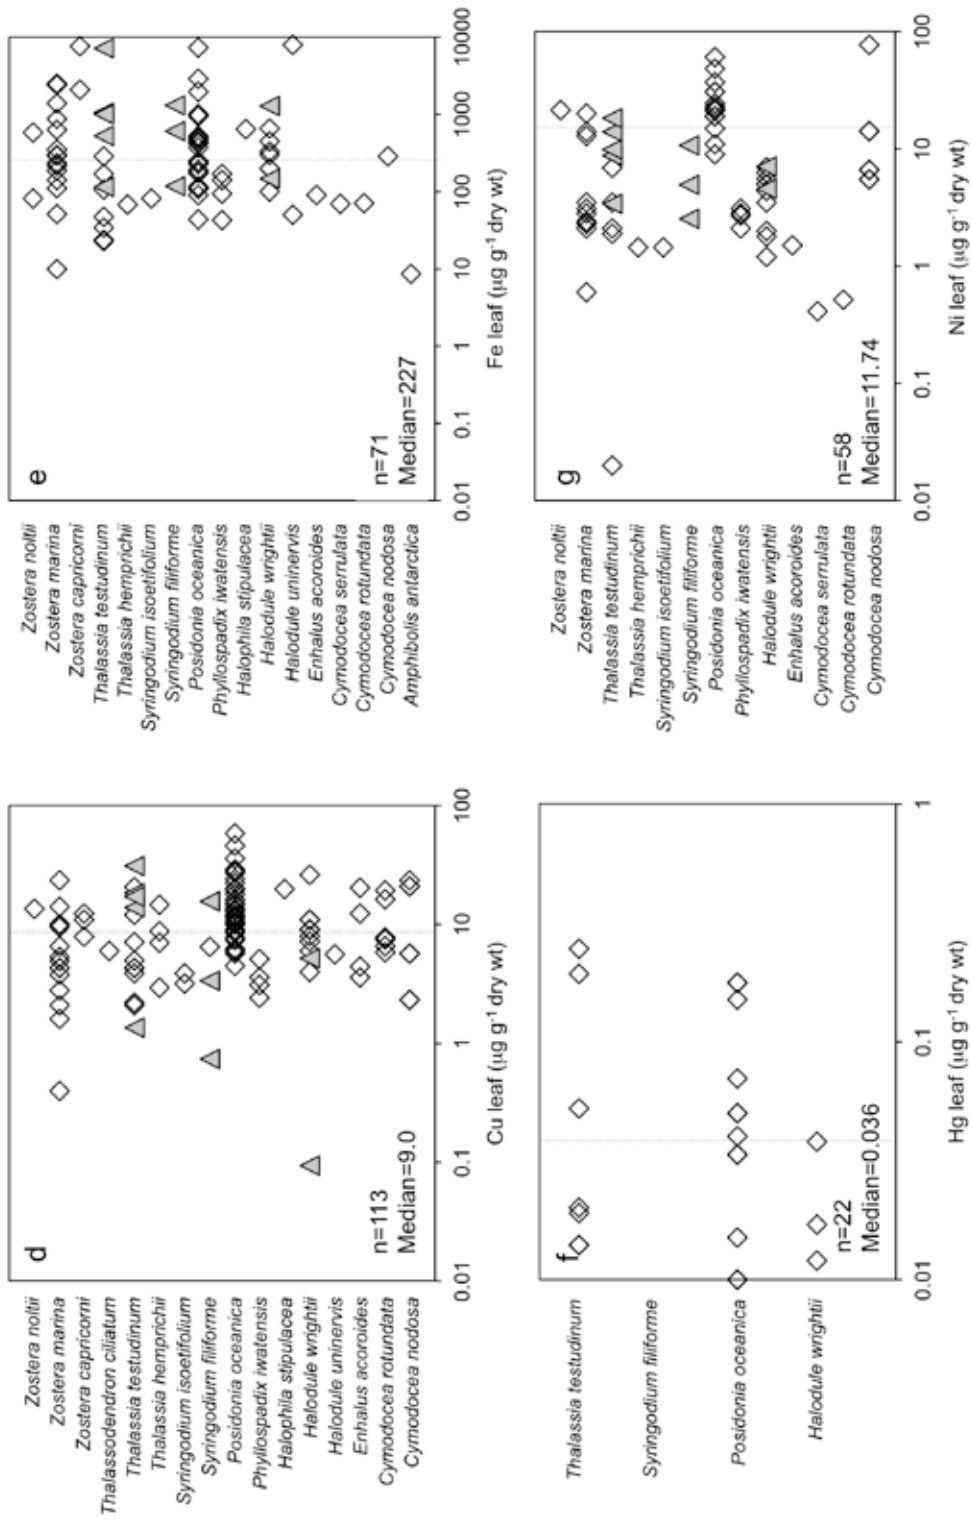 d
Zostera noltii
Zostera marina
Zostera capricorni
Thalassodendron ciliatum
Thalassia testudinum
Thalassia hemprichii
Syringodium isoetifolium
Syringodium filiforme
Posidonia oceanica
Phyllospadix iwatensis
Halophila stipulacea
Halodule wrightii
Halodule uninervis
Enhalus acoroides
Cymodocea rotundata
Cymodocea nodosa
n=113
Median=9.0
0.01 0.1 1 10 100
Cu leaf (µg g⁻¹ dry wt)
e
Zostera noltii
Zostera marina
Zostera capricorni
Thalassia testudinum
Thalassia hemprichii
Syringodium isoetifolium
Syringodium filiforme
Posidonia oceanica
Phyllospadix iwatensis
Halophila stipulacea
Halodule wrightii
Halodule uninervis
Enhalus acoroides
Cymodocea serrulata
Cymodocea rotundata
Cymodocea nodosa
Amphibolis antarctica
n=71
Median=227
0.01 0.1 1 10 100 1000 10000
Fe leaf (µg g⁻¹ dry wt)
f
Thalassia testudinum
Syringodium filiforme
Posidonia oceanica
Halodule wrightii
n=22
Median=0.036
0.01 0.1 1
Hg leaf (µg g⁻¹ dry wt)
g
Zostera noltii
Zostera marina
Thalassia testudinum
Thalassia hemprichii
Syringodium isoetifolium
Syringodium filiforme
Posidonia oceanica
Phyllospadix iwatensis
Halodule wrightii
Enhalus acoroides
Cymodocea serrulata
Cymodocea rotundata
Cymodocea nodosa
n=58
Median=11.74
0.01 0.1 1 10 100
Ni leaf (µg g⁻¹ dry wt)